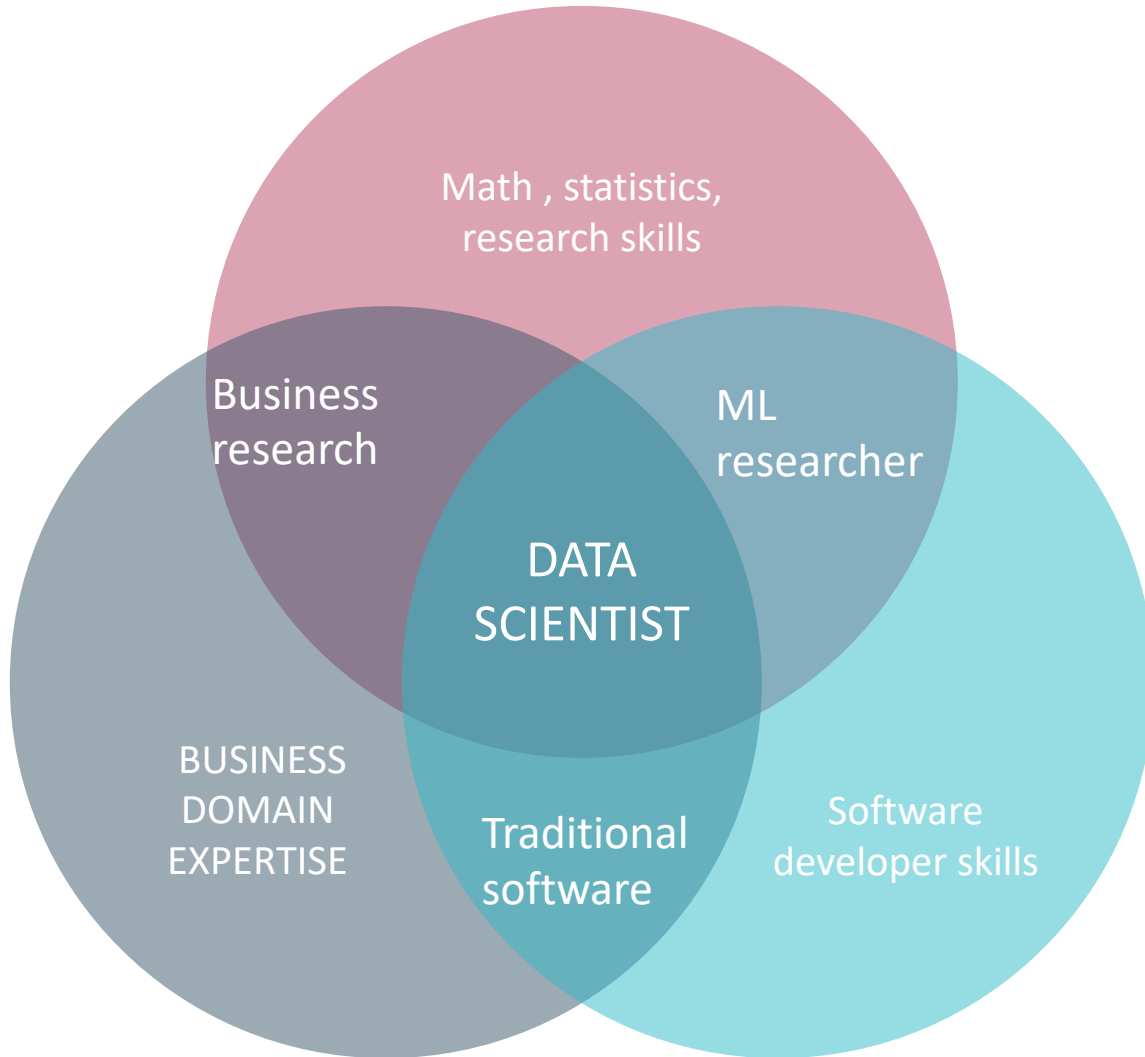 Math , statistics,
research skills
Business
research
ML
researcher
DATA
SCIENTIST
BUSINESS
DOMAIN
EXPERTISE
Traditional
software
Software
developer skills